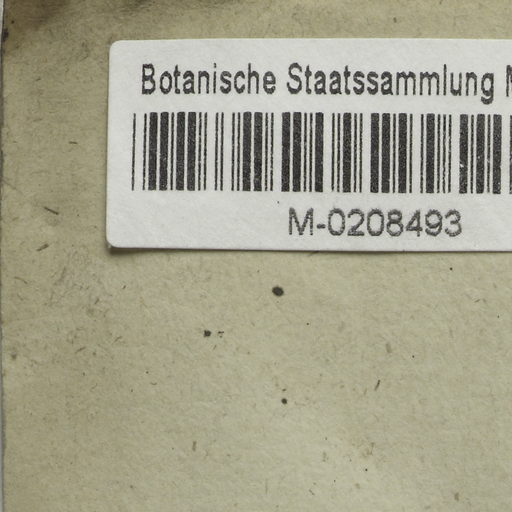 Botanische Staatssammlung
M-0208493